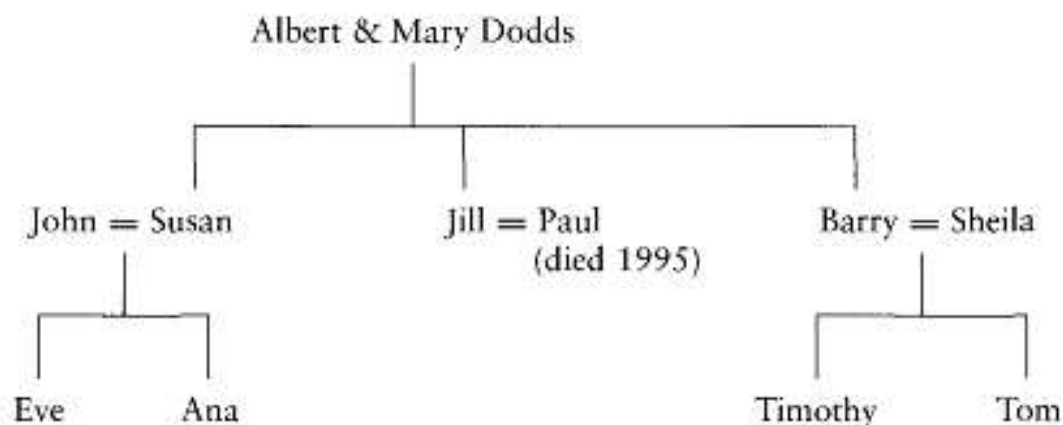 Albert & Mary Dodds
John = Susan Jill = Paul Barry = Sheila
(died 1995)
Eve Ana Timothy Tom